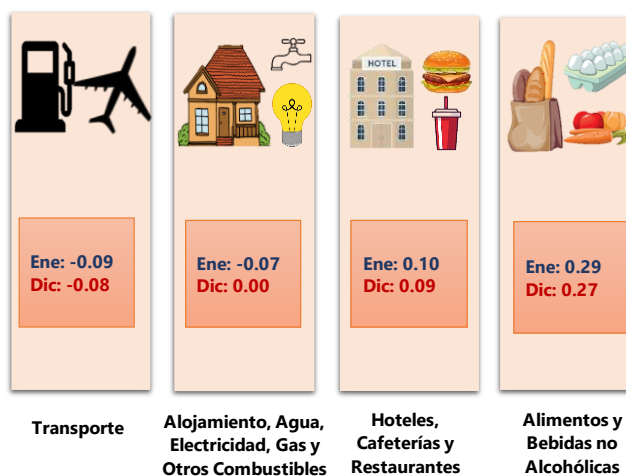 HOTEL
Ene: -0.09
Dic: -0.08
Ene: -0.07
Dic: 0.00
Ene: 0.10
Dic: 0.09
Ene: 0.29
Dic: 0.27
Transporte
Alojamiento, Agua,
Electricidad, Gas y
Otros Combustibles
Hoteles,
Cafeterías y
Restaurantes
Alimentos y
Bebidas no
Alcohólicas